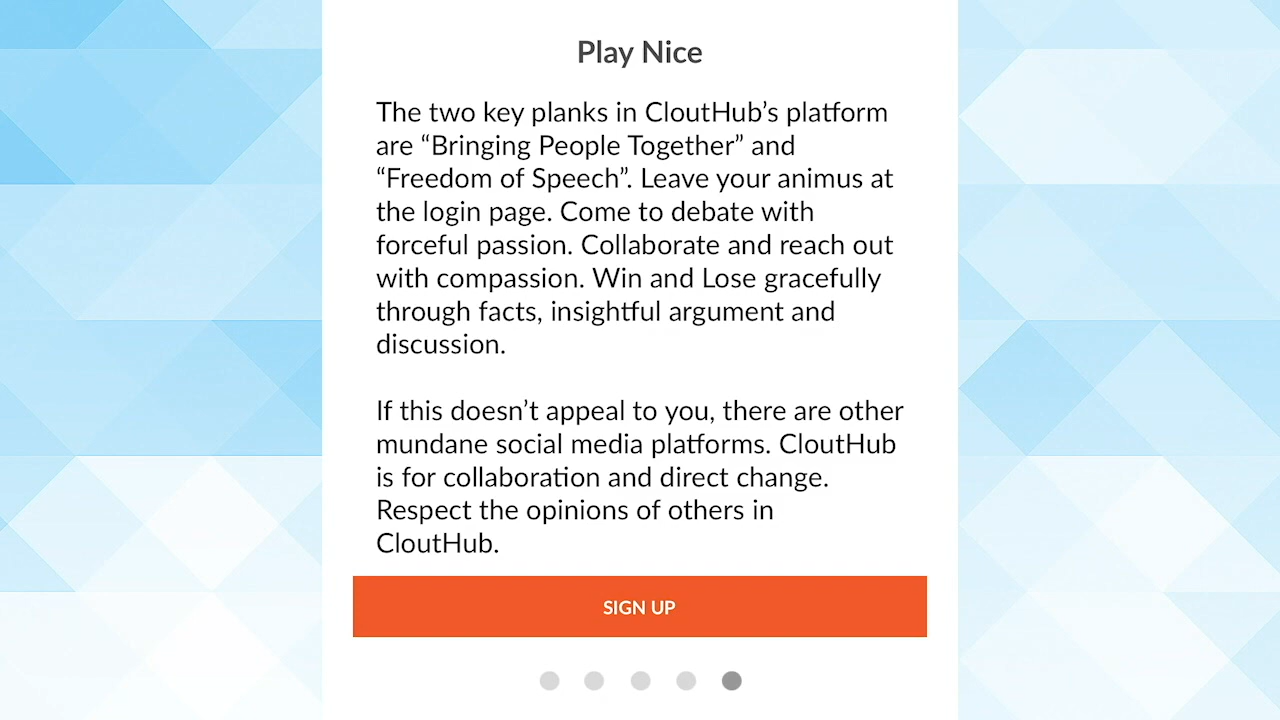 Play Nice
The two key planks in CloutHub’s platform
are “Bringing People Together” and
“Freedom of Speech”. Leave your animus at
the login page. Come to debate with
forceful passion. Collaborate and reach out
with compassion. Win and Lose gracefully
through facts, insightful argument and
discussion.
If this doesn’t appeal to you, there are other
mundane social media platforms. CloutHub
is for collaboration and direct change.
Respect the opinions of others in
CloutHub.
SIGN UP